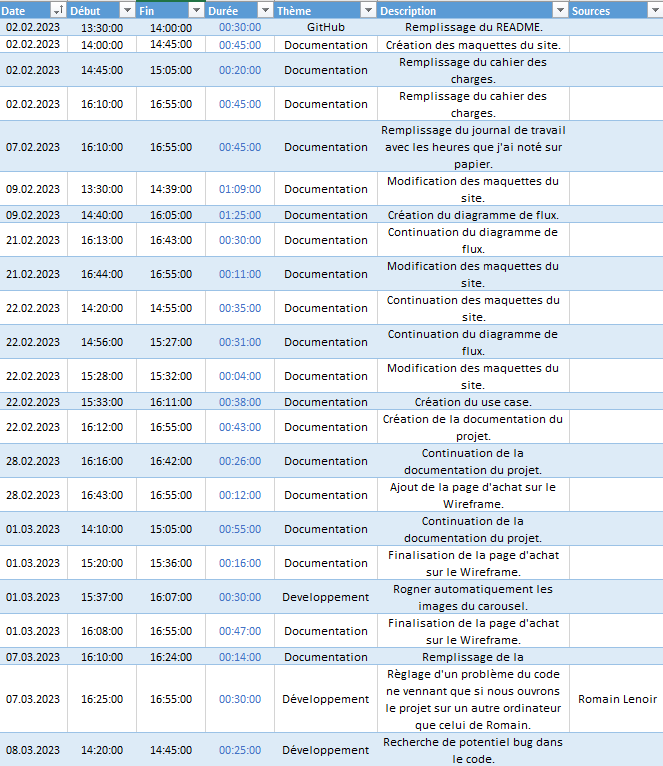 Date Début Fin Durée Thème Description Sources
02.02.2023 13:30:00 14:00:00 00:30:00 GitHub Remplissage du README.
02.02.2023 14:00:00 14:45:00 00:45:00 Documentation Création des maquettes du site.
02.02.2023 14:45:00 15:05:00 00:20:00 Documentation Remplissage du cahier des
charges.
02.02.2023 16:10:00 16:55:00 00:45:00 Documentation Remplissage du cahier des
charges.
07.02.2023 16:10:00 16:55:00 00:45:00 Documentation Remplissage du journal de travail
avec les heures que j'ai noté sur
papier.
09.02.2023 13:30:00 14:39:00 01:09:00 Documentation Modification des maquettes du
site.
09.02.2023 14:40:00 16:05:00 01:25:00 Documentation Création du diagramme de flux.
21.02.2023 16:13:00 16:43:00 00:30:00 Documentation Continuation du diagramme de
flux.
21.02.2023 16:44:00 16:55:00 00:11:00 Documentation Modification des maquettes du
site.
22.02.2023 14:20:00 14:55:00 00:35:00 Documentation Continuation des maquettes du
site.
22.02.2023 14:56:00 15:27:00 00:31:00 Documentation Continuation du diagramme de
flux.
22.02.2023 15:28:00 15:32:00 00:04:00 Documentation Modification des maquettes du
site.
22.02.2023 15:33:00 16:11:00 00:38:00 Documentation Création du use case.
22.02.2023 16:12:00 16:55:00 00:43:00 Documentation Création de la documentation du
projet.
28.02.2023 16:16:00 16:42:00 00:26:00 Documentation Continuation de la
documentation du projet.
28.02.2023 16:43:00 16:55:00 00:12:00 Documentation Ajout de la page d'achat sur le
Wireframe.
01.03.2023 14:10:00 15:05:00 00:55:00 Documentation Continuation de la
documentation du projet.
01.03.2023 15:20:00 15:36:00 00:16:00 Documentation Finalisation de la page d'achat
sur le Wireframe.
01.03.2023 15:37:00 16:07:00 00:30:00 Developpement Rogner automatiquement les
images du carousel.
01.03.2023 16:08:00 16:55:00 00:47:00 Documentation Finalisation de la page d'achat
sur le Wireframe.
07.03.2023 16:10:00 16:24:00 00:14:00 Documentation Remplissage de la
07.03.2023 16:25:00 16:55:00 00:30:00 Développement Règlage d'un problème du code
ne vennant que si nous ouvrons
le projet sur un autre ordinateur
que celui de Romain. Romain Lenoir
08.03.2023 14:20:00 14:45:00 00:25:00 Développement Recherche de potentiel bug dans
le code.